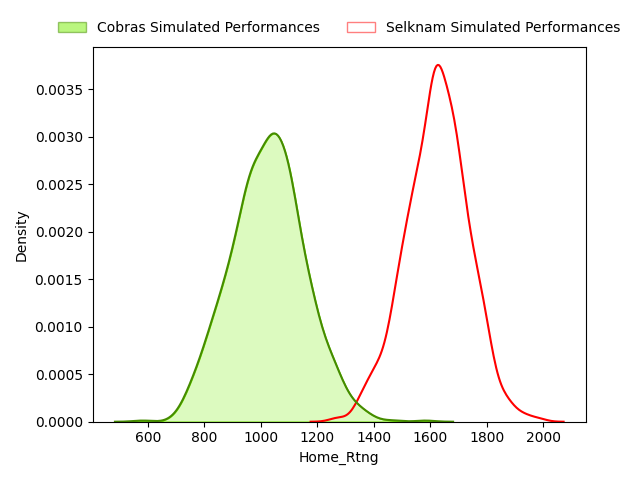 Cobras Simulated Performances
Selknam Simulated Performances
0.0035
0.0030
0.0025
0.0020
0.0015
0.0010
0.0005
0.0000
Density
600 800 1000 1200 1400 1600 1800 2000
Home_Rtng